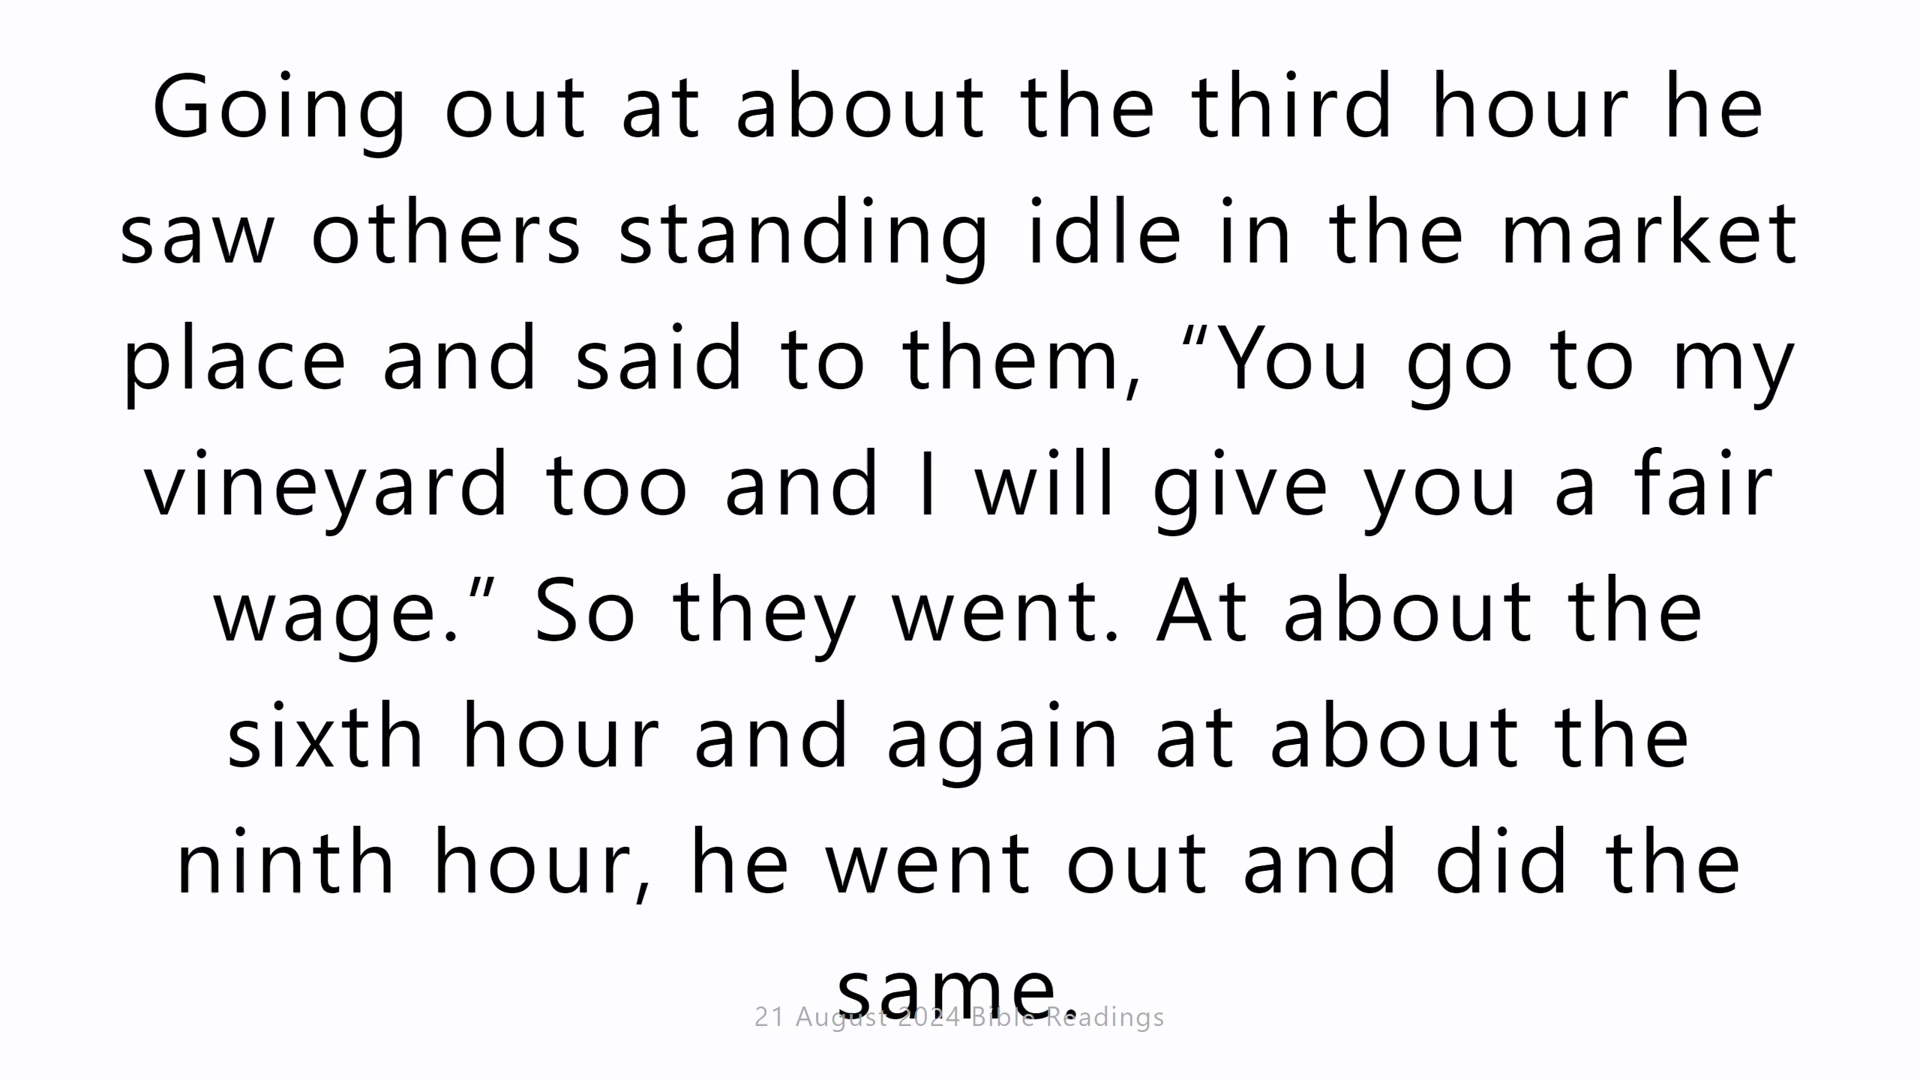 Going out at about the third hour he
saw others standing idle in the market
place and said to them, “You go to my
vineyard too and I will give you a fair
wage.” So they went. At about the
sixth hour and again at about the
ninth hour, he went out and did the
same.
21 August 2024 Bible Readings